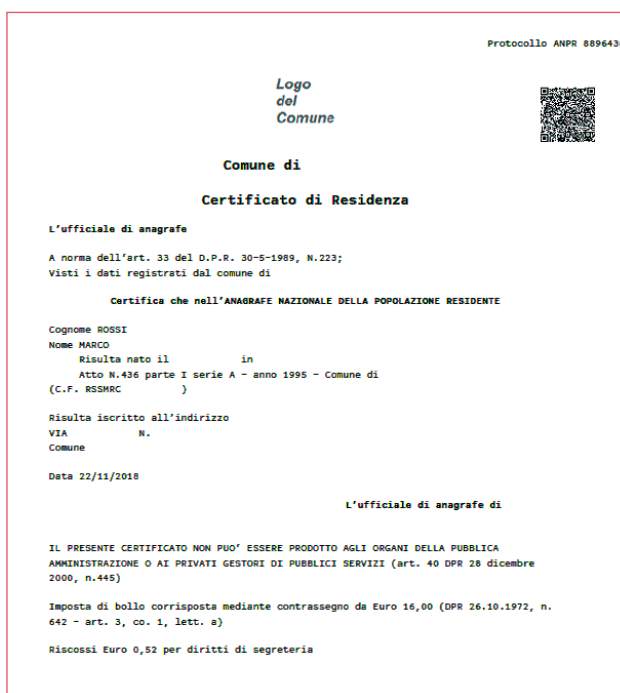 Protocollo ANPR 889643
Logo
del
Comune
Comune di
Certificato di Residenza
L'ufficiale di anagrafe
A norma dell'art. 33 del D.P.R. 30-5-1989, N.223;
Visti i dati registrati dal comune di
Certifica che nell'ANAGRAFE NAZIONALE DELLA POPOLAZIONE RESIDENTE
Cognome ROSSI
Nome MARCO
Risulta nato il in
Atto N.436 parte I serie A - anno 1995 - Comune di
(C.F. RSSMRC }
Risulta iscritto all'indirizzo
VIA N.
Comune
Data 22/11/2018
L'ufficiale di anagrafe di
IL PRESENTE CERTIFICATO NON PUO' ESSERE PRODOTTO AGLI ORGANI DELLA PUBBLICA
AMMINISTRAZIONE O AI PRIVATI GESTORI DI PUBBLICI SERVIZI (art. 40 DPR 28 dicembre
2000, n.445)
Imposta di bollo corrisposta mediante contrassegno da Euro 16,00 (DPR 26.10.1972, n.
642 - art. 3, co. 1, lett. a}
Riscossi Euro 0,52 per diritti di segreteria